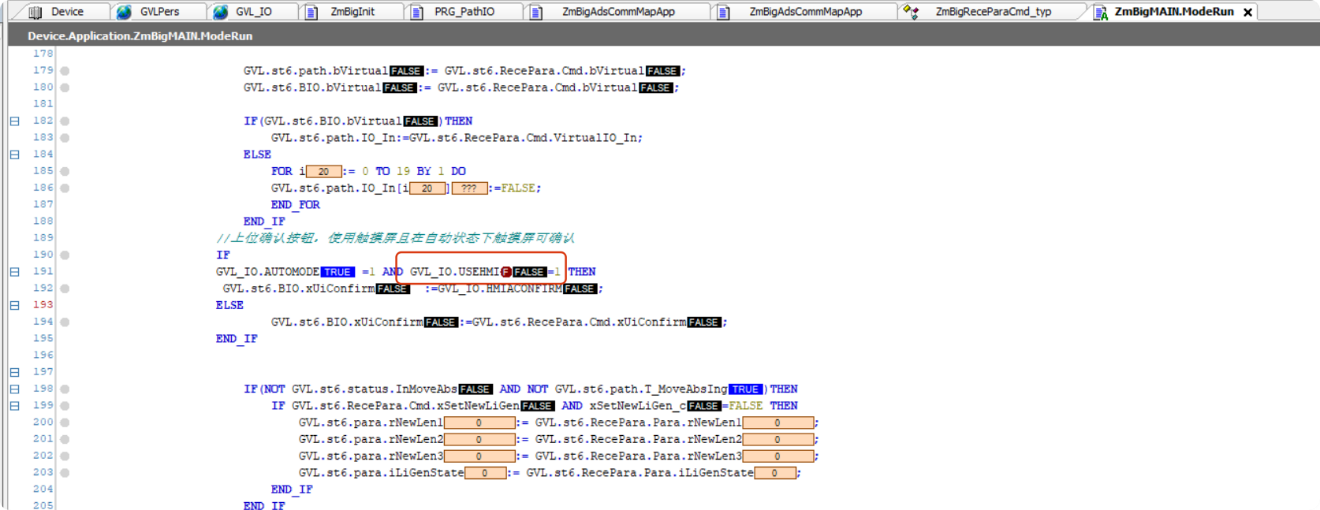 Device GVLPers GVL_IO ZmBigInit PRG_PathIO ZmBigAdsCommMapApp ZmBigAdsCommMapApp ZmBigReceParaCmd_typ ZmBigMAIN.ModeRun X
Device.Application.ZmBigMAIN.ModeRun
178
179 GVL.st6.path.bVirtual FALSE := GVL.st6.RecePara.Cmd.bVirtual FALSE ;
180 GVL.st6.BIO.bVirtual FALSE := GVL.st6.RecePara.Cmd.bVirtual FALSE ;
181
182 IF(GVL.st6.BIO.bVirtual FALSE )THEN
183 GVL.st6.path.IO_In:=GVL.st6.RecePara.Cmd.VirtualIO_In;
184 ELSE
185 FOR i 20 := 0 TO 19 BY 1 DO
186 GVL.st6.path.IO_In[i 20 ] ??? :=FALSE;
187 END_FOR
188 END_IF
189 //上位确认按钮，使用触摸屏且在自动状态下触摸屏可确认
190 IF
191 GVL_IO.AUTOMODE TRUE =1 AND GVL_IO.USEHMI F FALSE =1 THEN
192 GVL.st6.BIO.xUiConfirm FALSE :=GVL_IO.HMIACONFIRM FALSE ;
193 ELSE
194 GVL.st6.BIO.xUiConfirm FALSE :=GVL.st6.RecePara.Cmd.xUiConfirm FALSE ;
195 END_IF
196
197
198 IF(NOT GVL.st6.status.InMoveAbs FALSE AND NOT GVL.st6.path.T_MoveAbsIng TRUE )THEN
199 IF GVL.st6.RecePara.Cmd.xSetNewLiGen FALSE AND xSetNewLiGen_c FALSE =FALSE THEN
200 GVL.st6.para.rNewLen1 0 := GVL.st6.RecePara.Para.rNewLen1 0 ;
201 GVL.st6.para.rNewLen2 0 := GVL.st6.RecePara.Para.rNewLen2 0 ;
202 GVL.st6.para.rNewLen3 0 := GVL.st6.RecePara.Para.rNewLen3 0 ;
203 GVL.st6.para.iLiGenState 0 := GVL.st6.RecePara.Para.iLiGenState 0 ;
204 END_IF
205 END_IF